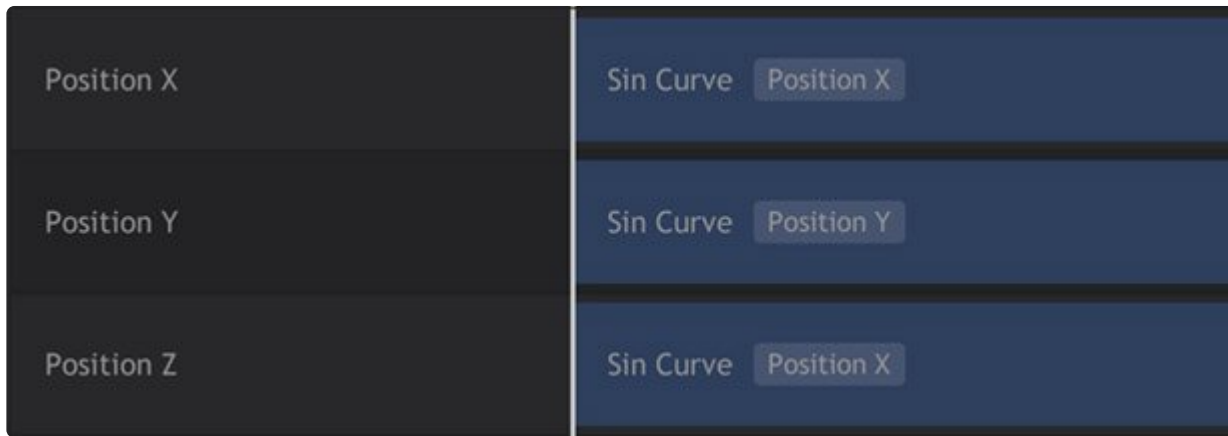 Position X Sin Curve Position X
Position Y Sin Curve Position Y
Position Z Sin Curve Position X